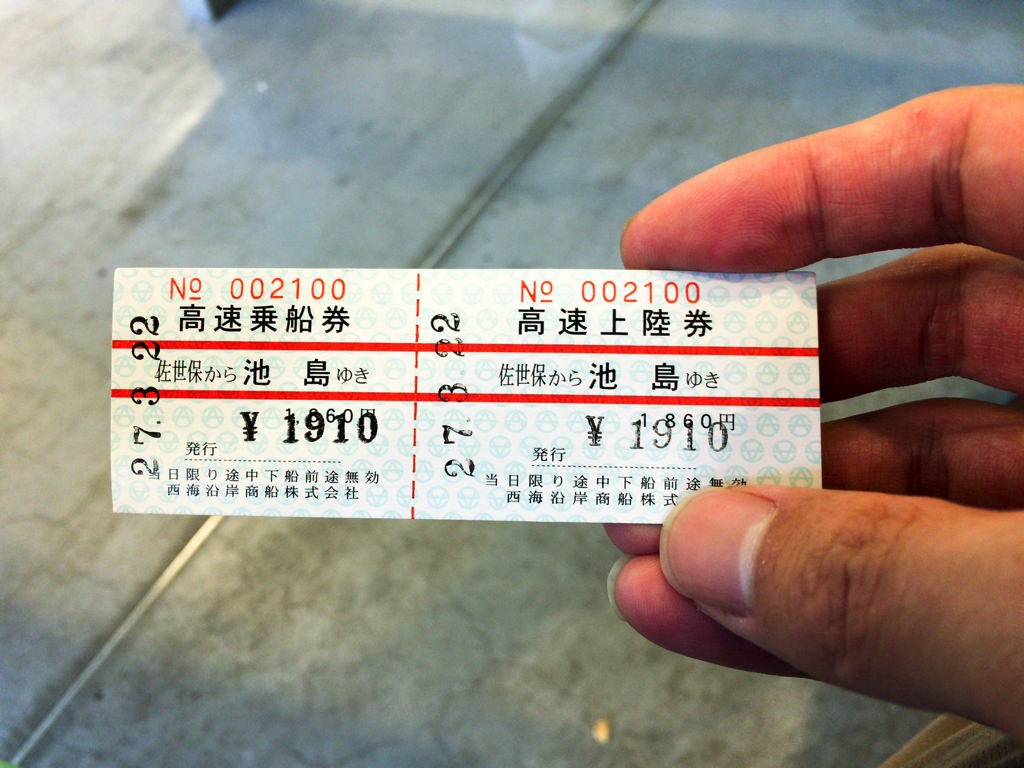 No 002100
高速乗船券
佐世保から池 島ゆき
1,860円
¥ 1910
発行
当日限り途中下船前途無効
西海沿岸商船株式会社
27. 3. 22
No 002100
高速上陸券
佐世保から池 島ゆき
1,860円
¥ 1910
発行
当日限り途中下船前途無効
西海沿岸商船株式
27. 3. 22